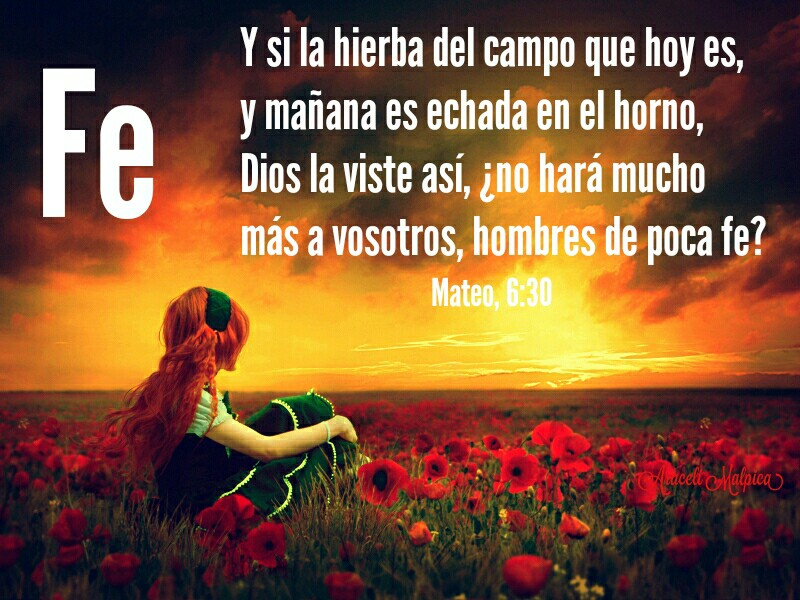 Fe
Y si la hierba del campo que hoy es,
y mañana es echada en el horno,
Dios la viste así, ¿no hará mucho
más a vosotros, hombres de poca fe?
Mateo, 6:30
Araceli Malpica